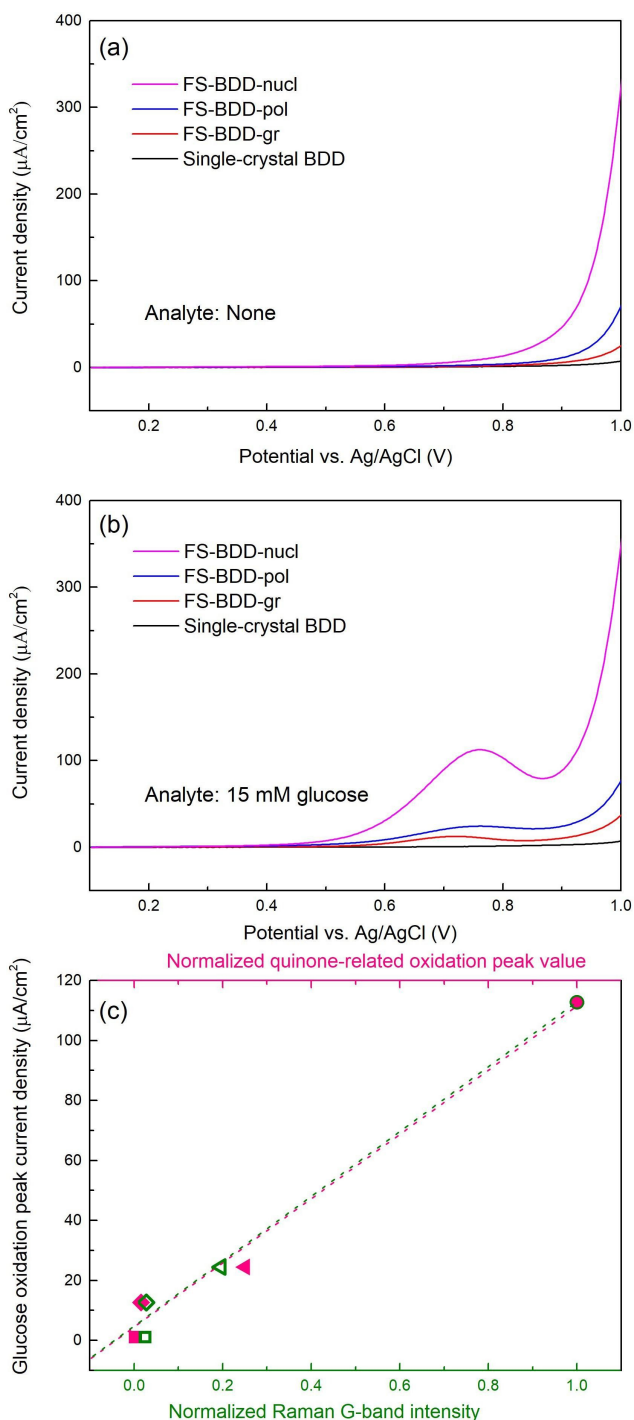 (a)
400
300
200
100
0
Current density (μA/cm²)
FS-BDD-nucl
FS-BDD-pol
FS-BDD-gr
Single-crystal BDD
Analyte: None
0.2 0.4 0.6 0.8 1.0
Potential vs. Ag/AgCl (V)
(b)
400
300
200
100
0
Current density (μA/cm²)
FS-BDD-nucl
FS-BDD-pol
FS-BDD-gr
Single-crystal BDD
Analyte: 15 mM glucose
0.2 0.4 0.6 0.8 1.0
Potential vs. Ag/AgCl (V)
Normalized quinone-related oxidation peak value
(c)
120
100
80
60
40
20
0
Glucose oxidation peak current density (μA/cm²)
0.0 0.2 0.4 0.6 0.8 1.0
Normalized Raman G-band intensity